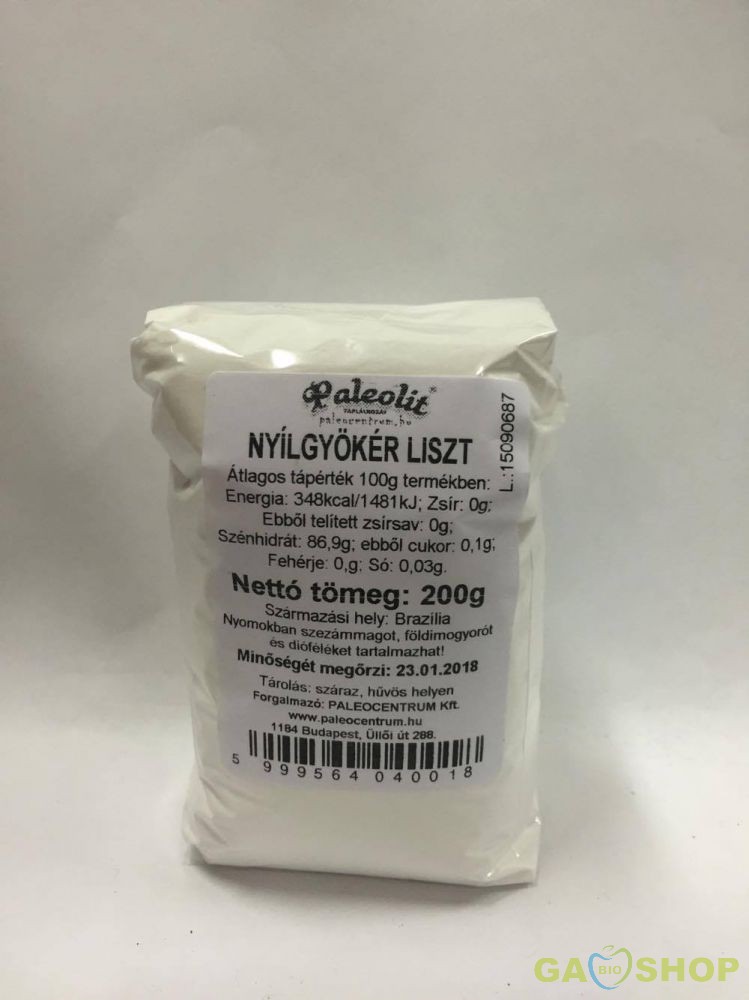 Paleolit®
TÁPLÁLKOZÁS
paleocentrum.hu
NYÍLGYÖKÉR LISZT
L.:15090687
Átlagos tápérték 100g termékben:
Energia: 348kcal/1481kJ; Zsír: 0g;
Ebből telített zsírsav: 0g;
Szénhidrát: 86,9g; ebből cukor: 0,1g;
Fehérje: 0,g; Só: 0,03g.
Nettó tömeg: 200g
Származási hely: Brazília
Nyomokban szezámmagot, földimogyorót
és dióféléket tartalmazhat!
Minőségét megőrzi: 23.01.2018
Tárolás: száraz, hűvös helyen
Forgalmazó: PALEOCENTRUM Kft.
www.paleocentrum.hu
1184 Budapest, Üllői út 288.
5 999564 040018
GA BIO SHOP